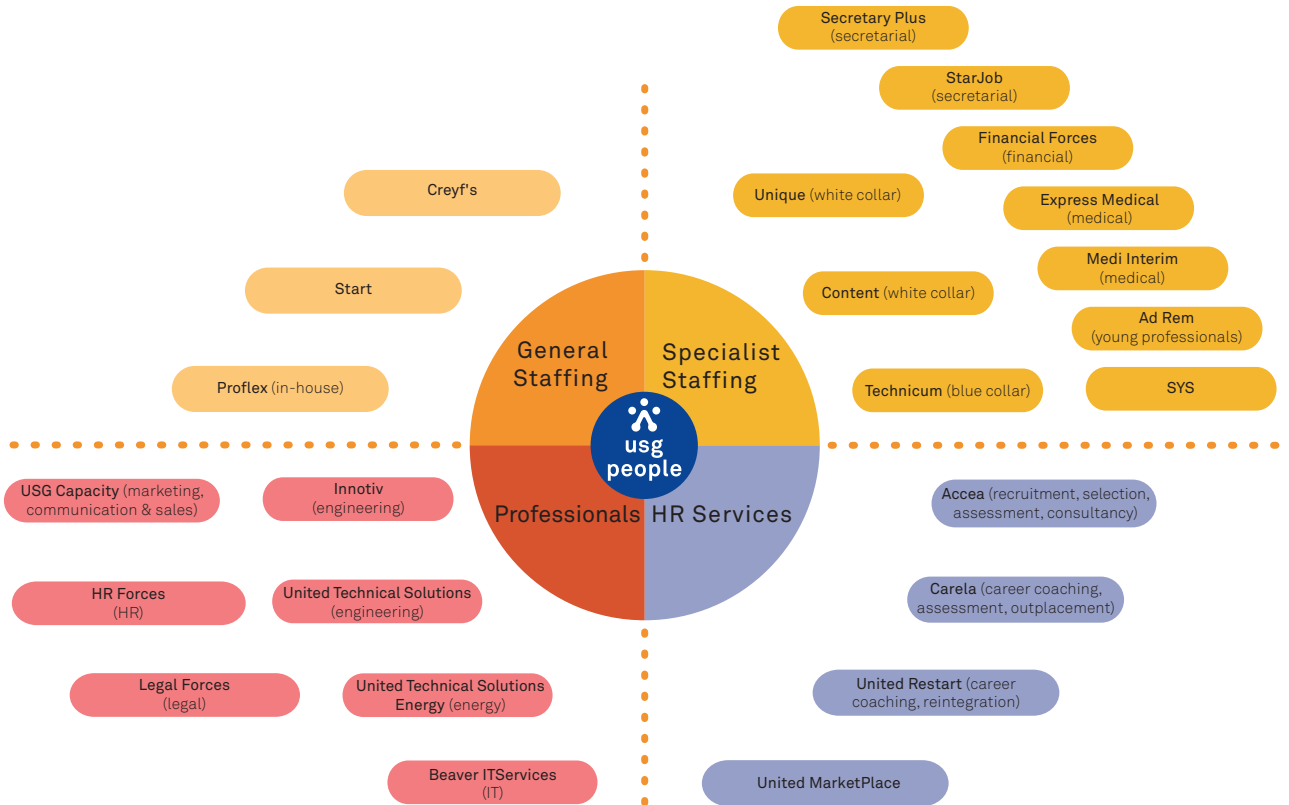 Secretary Plus
(secretarial)
StarJob
(secretarial)
Financial Forces
(financial)
Creyf's
Unique (white collar)
Express Medical
(medical)
Medi Interim
(medical)
Start
Content (white collar)
Ad Rem
(young professionals)
General
Staffing
Specialist
Staffing
Proflex (in-house)
Technicum (blue collar)
SYS
usg
people
USG Capacity (marketing,
communication & sales)
Innotiv
(engineering)
Professionals
HR Services
Accea (recruitment, selection,
assessment, consultancy)
HR Forces
(HR)
United Technical Solutions
(engineering)
Carela (career coaching,
assessment, outplacement)
Legal Forces
(legal)
United Technical Solutions
Energy (energy)
United Restart (career
coaching, reintegration)
Beaver ITServices
(IT)
United MarketPlace